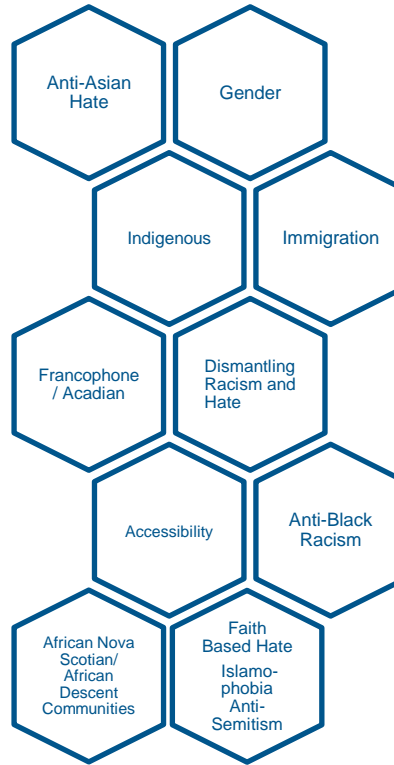 Anti-Asian
Hate
Gender
Indigenous
Immigration
Francophone
/ Acadian
Dismantling
Racism and
Hate
Accessibility
Anti-Black
Racism
African Nova
Scotian/
African
Descent
Communities
Faith
Based Hate
Islamo-
phobia
Anti-
Semitism